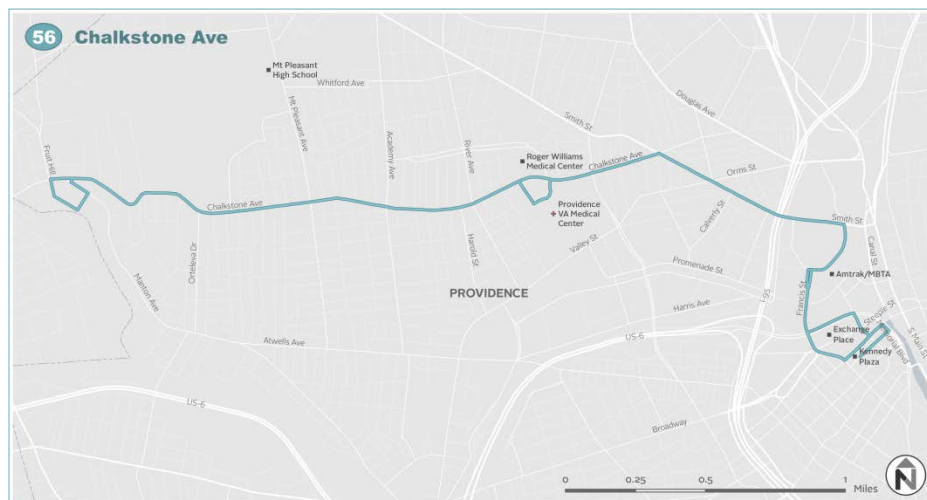 56 Chalkstone Ave
Mt Pleasant
High School
Whitford Ave
Mt Pleasant Ave
Douglas Ave
Smith St
Fruit Hill
Academy Ave
River Ave
Roger Williams
Medical Center
Chalkstone Ave
Orms St
Chalkstone Ave
Providence
VA Medical
Center
Calverly St
Smith St
Valley St
Canal St
Orteleva Dr
Harold St
Promenade St
Amtrak/MBTA
Manton Ave
PROVIDENCE
I-95
Francis St
Harris Ave
Steeple St
Exchange
Place
Memorial Blvd
S Main St
US-6
Atwells Ave
Kennedy
Plaza
US-6
Broadway
0 0.25 0.5 1
Miles
N